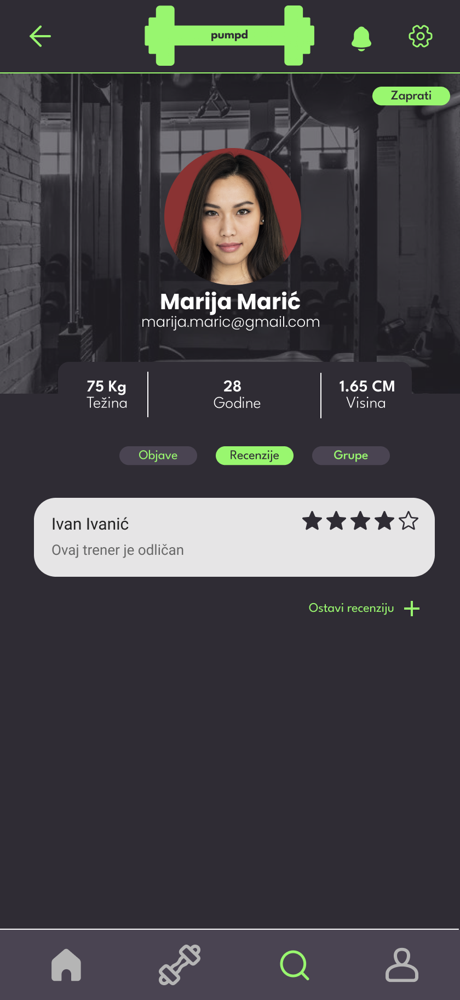 pumpd
Zaprati
Marija Marić
marija.maric@gmail.com
75 Kg
Težina
28
Godine
1.65 CM
Visina
Objave
Recenzije
Grupe
Ivan Ivanić
Ovaj trener je odličan
Ostavi recenziju